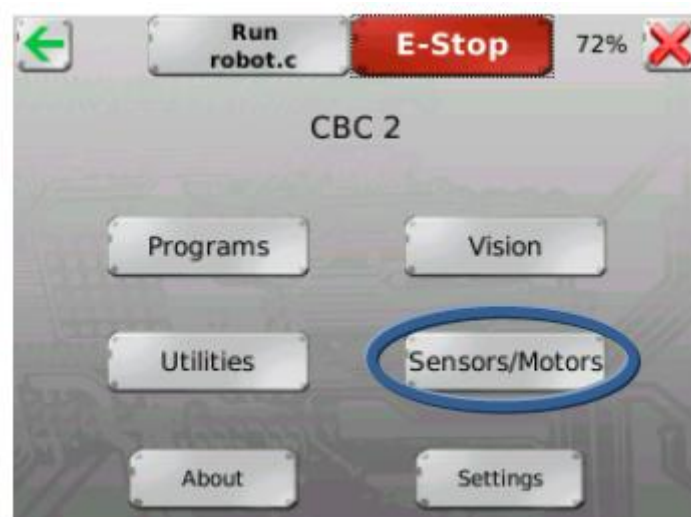 Run
robot.c
E-Stop
72%
CBC 2
Programs
Vision
Utilities
Sensors/Motors
About
Settings